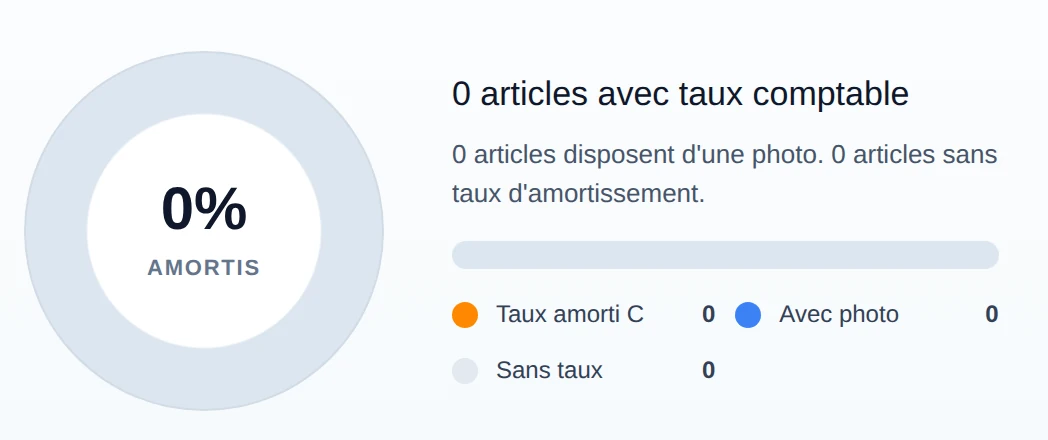 0%
AMORTIS
0 articles avec taux comptable
0 articles disposent d'une photo. 0 articles sans
taux d'amortissement.
Taux amorti C 0
Avec photo 0
Sans taux 0